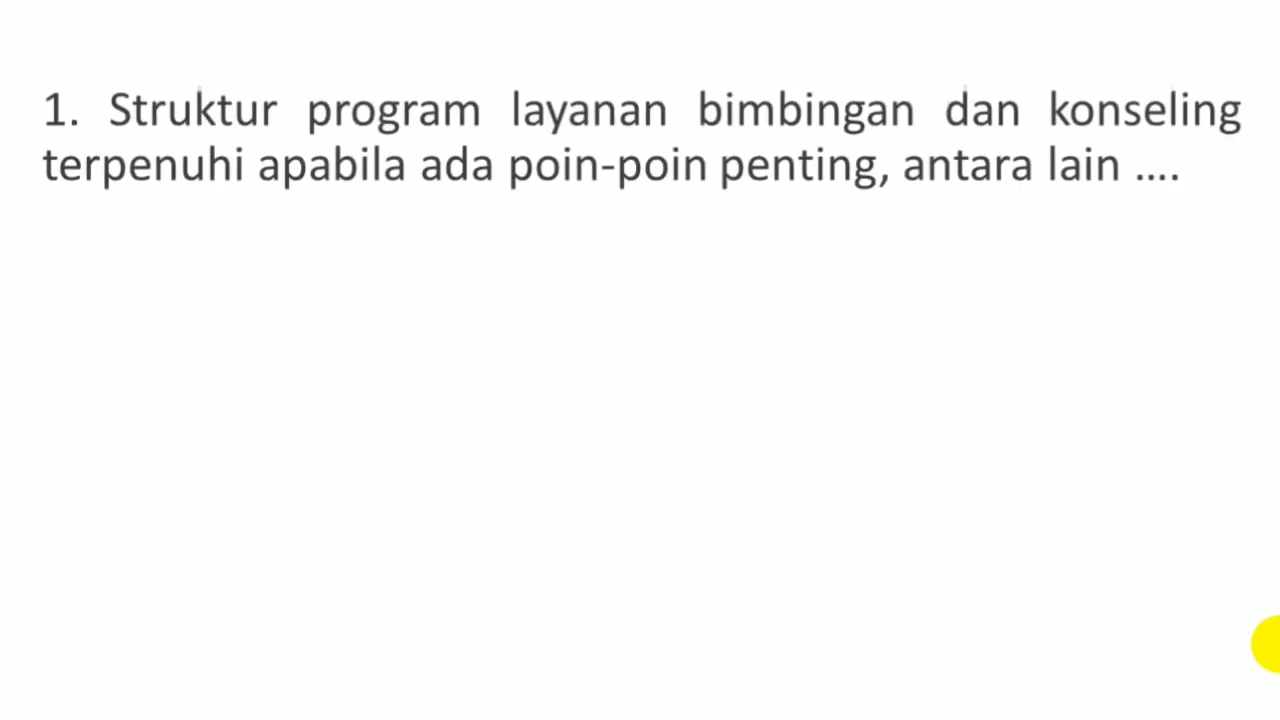 1. Struktur program layanan bimbingan dan konseling
terpenuhi apabila ada poin-poin penting, antara lain ....